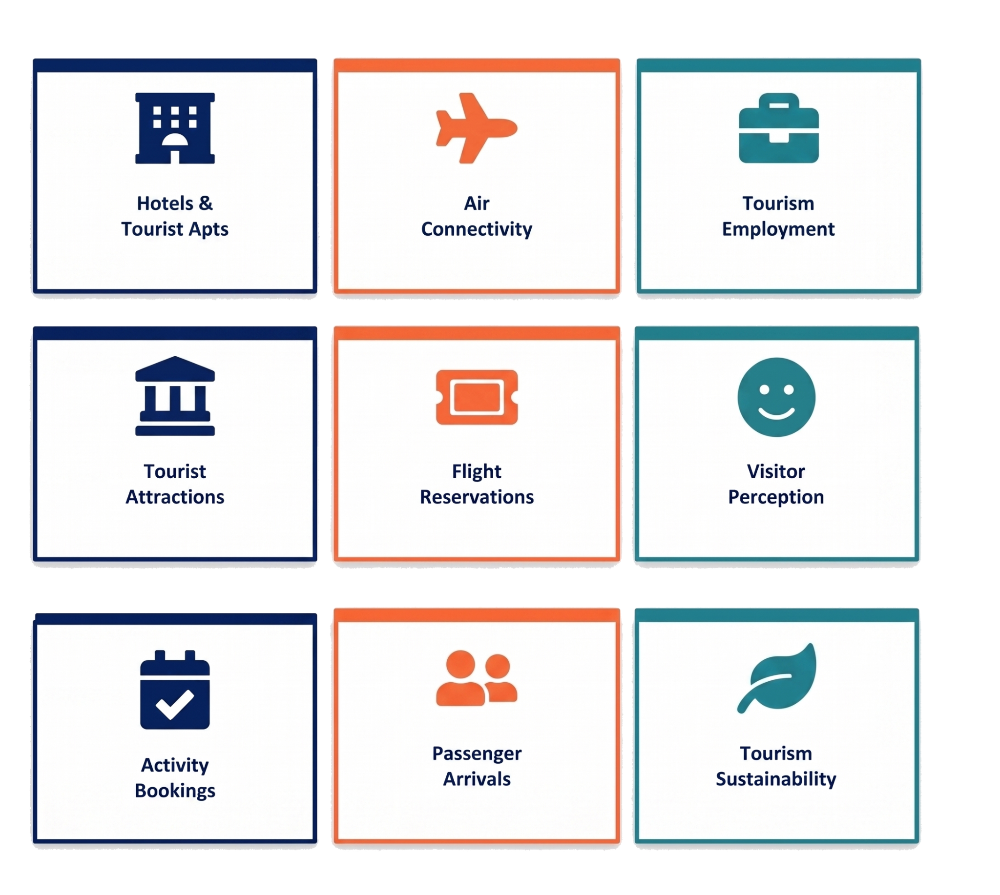 Hotels &
Tourist Apts
Air
Connectivity
Tourism
Employment
Tourist
Attractions
Flight
Reservations
Visitor
Perception
Activity
Bookings
Passenger
Arrivals
Tourism
Sustainability